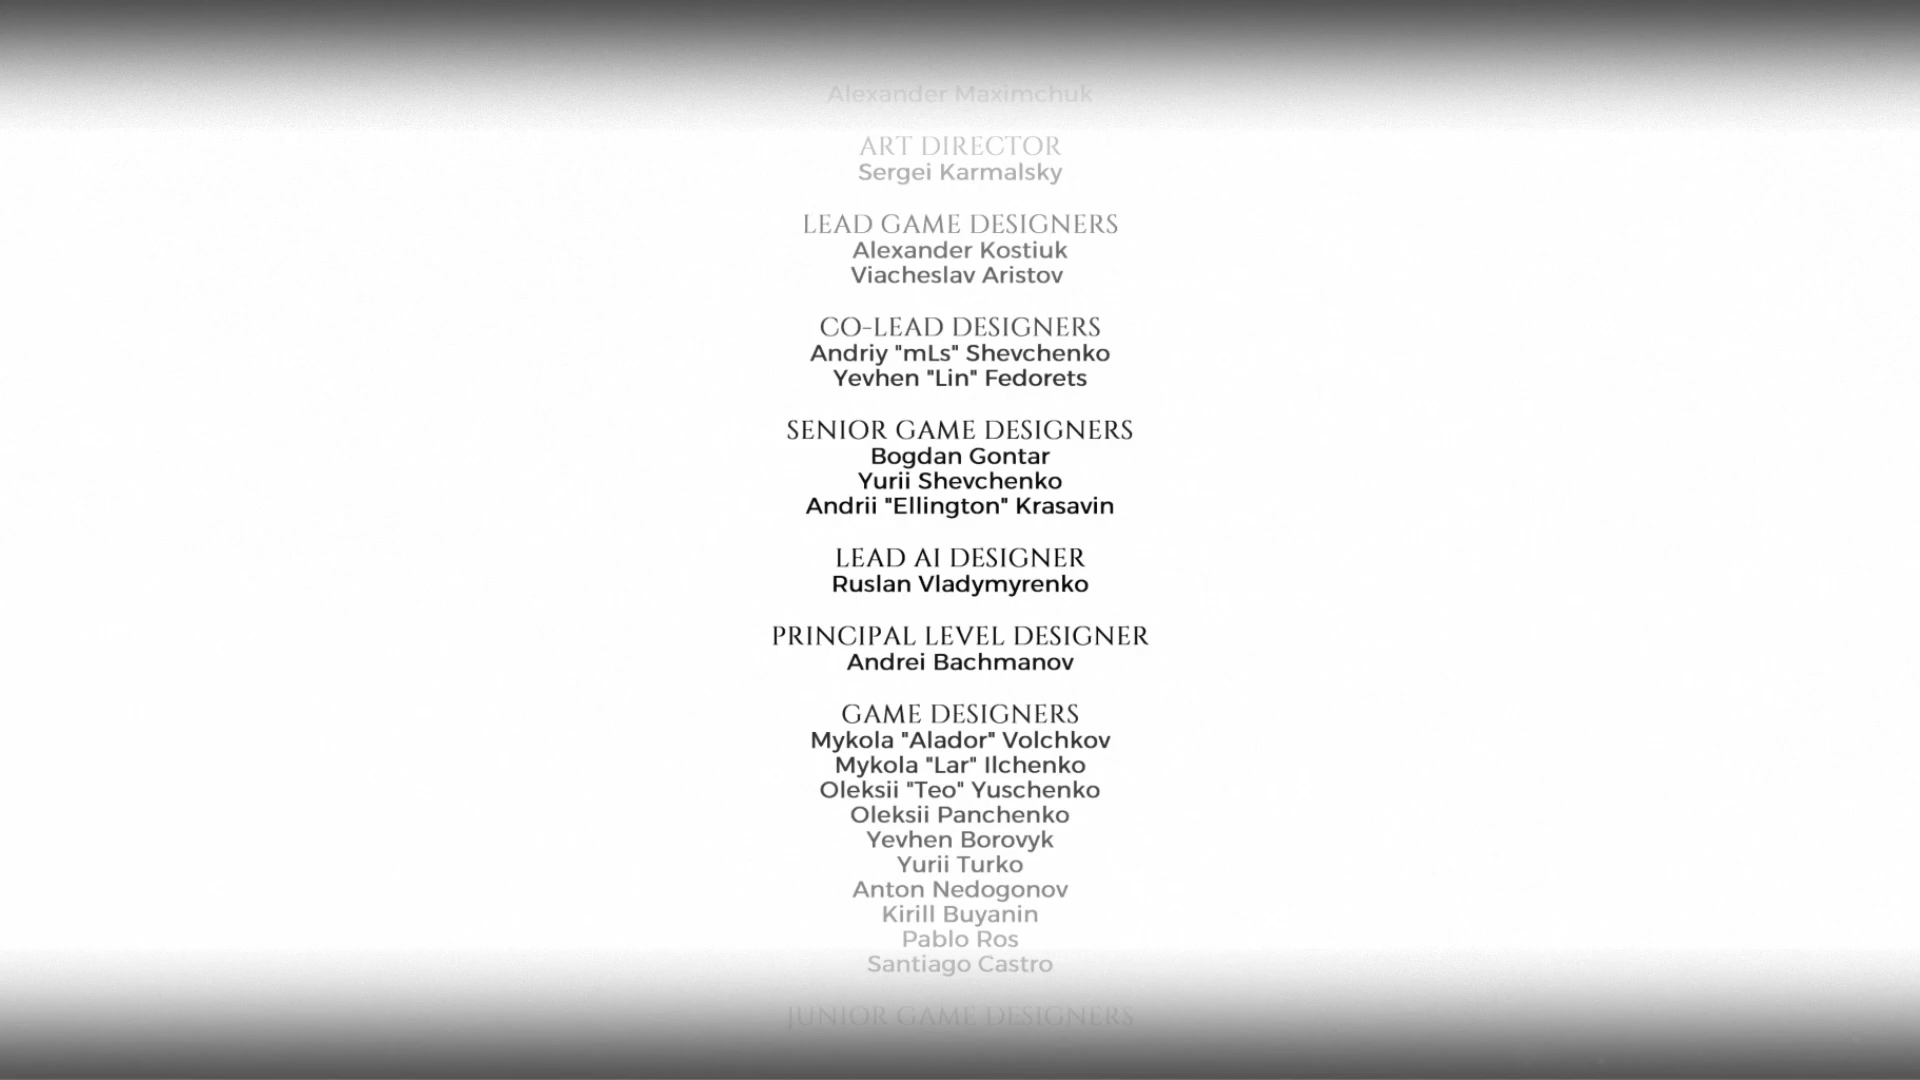 Alexander Maximchuk
ART DIRECTOR
Sergei Karmalsky
LEAD GAME DESIGNERS
Alexander Kostiuk
Viacheslav Aristov
CO-LEAD DESIGNERS
Andriy "mLs" Shevchenko
Yevhen "Lin" Fedorets
SENIOR GAME DESIGNERS
Bogdan Gontar
Yurii Shevchenko
Andrii "Ellington" Krasavin
LEAD AI DESIGNER
Ruslan Vladymyrenko
PRINCIPAL LEVEL DESIGNER
Andrei Bachmanov
GAME DESIGNERS
Mykola "Alador" Volchkov
Mykola "Lar" Ilchenko
Oleksii "Teo" Yuschenko
Oleksii Panchenko
Yevhen Borovyk
Yurii Turko
Anton Nedogonov
Kirill Buyanin
Pablo Ros
Santiago Castro
JUNIOR GAME DESIGNERS